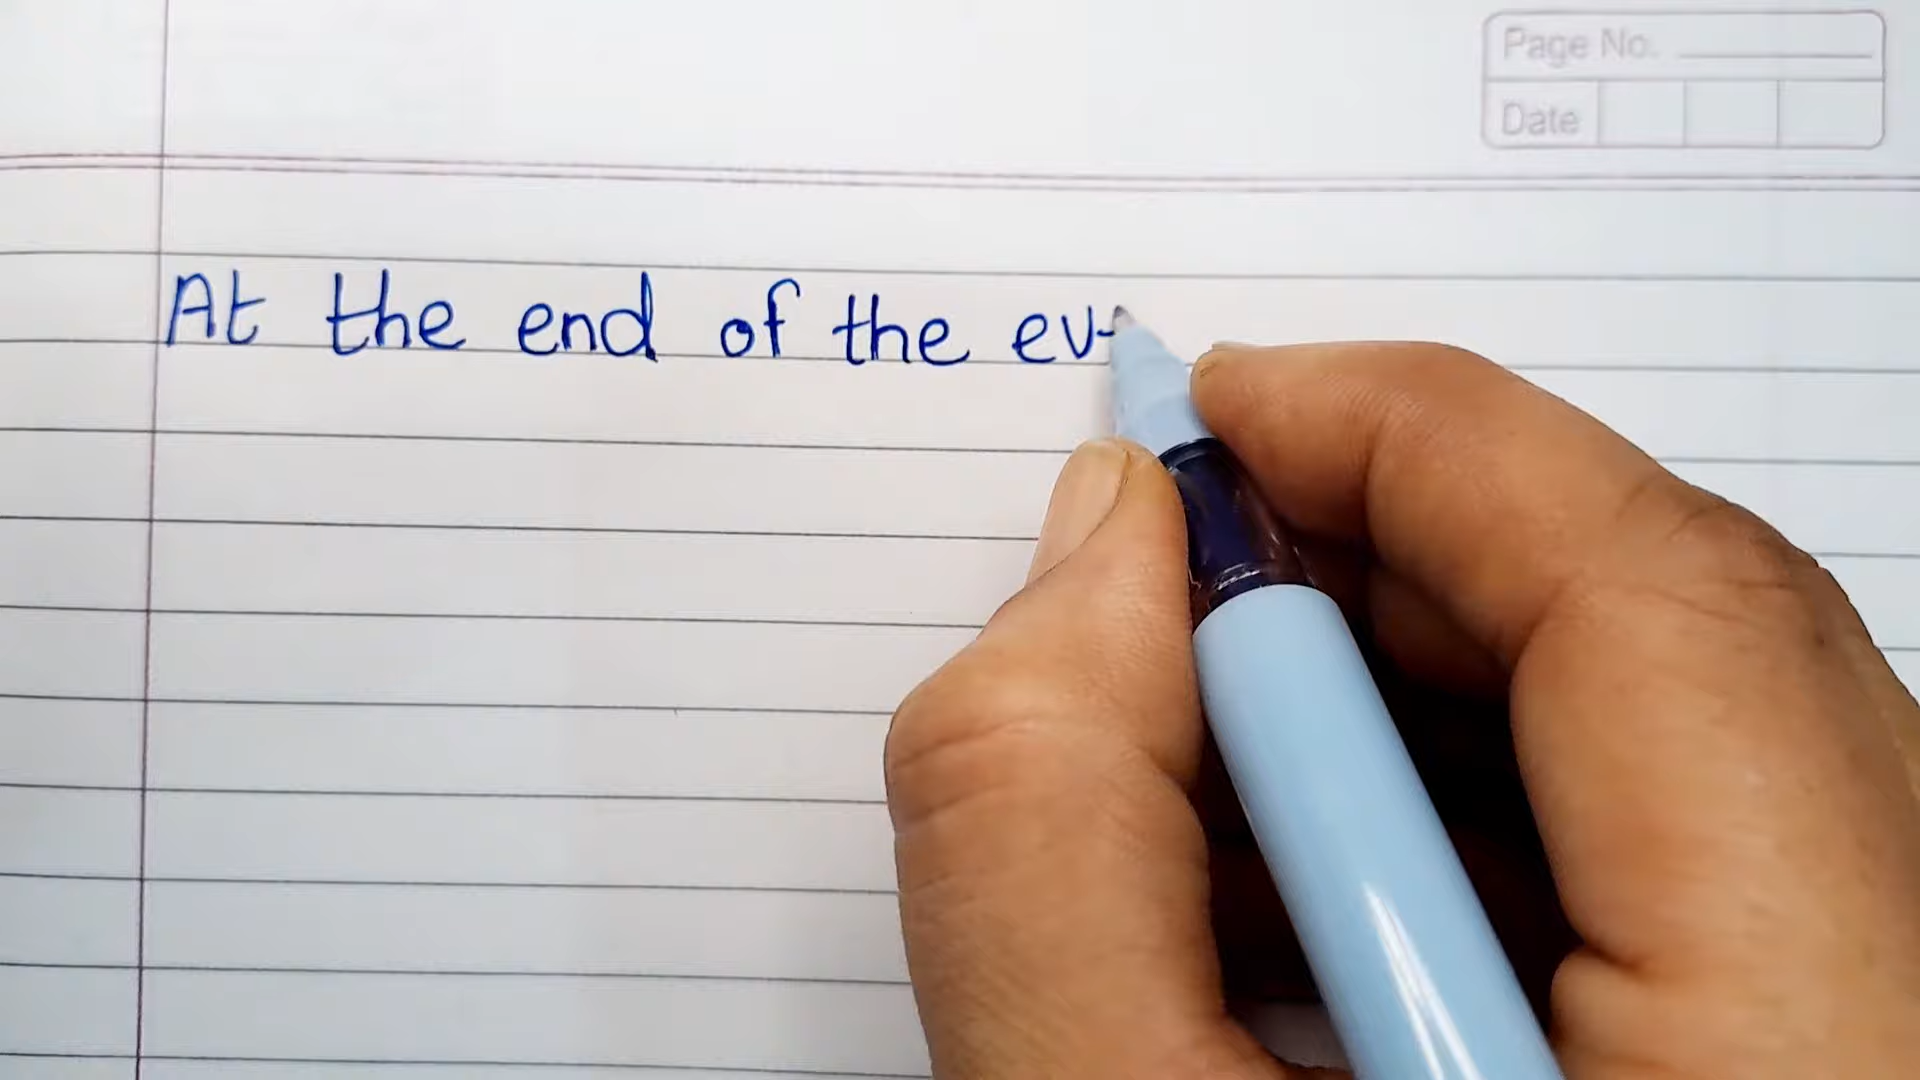 Page No.
Date
At the end of the ev